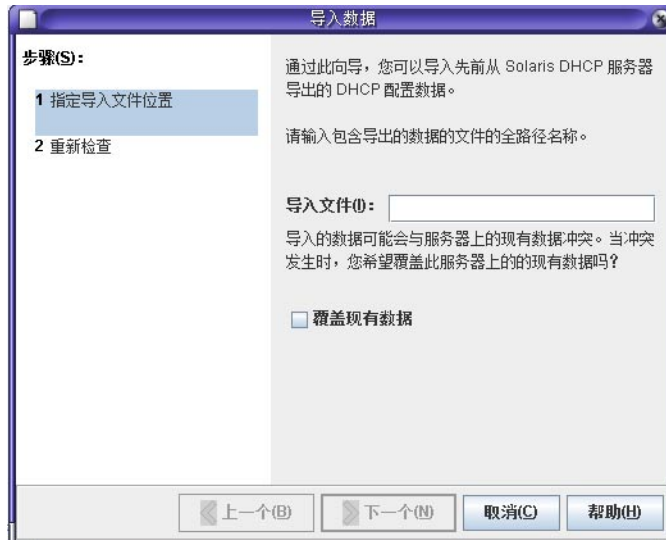 导入数据
步骤(S)：
1 指定导入文件位置
2 重新检查
通过此向导，您可以导入先前从 Solaris DHCP 服务器
导出的 DHCP 配置数据。
请输入包含导出的数据的文件的全路径名称。
导入文件(I)：
导入的数据可能会与服务器上的现有数据冲突。当冲突
发生时，您希望覆盖此服务器上的的现有数据吗？
覆盖现有数据
上一个(B)
下一个(N)
取消(C)
帮助(H)